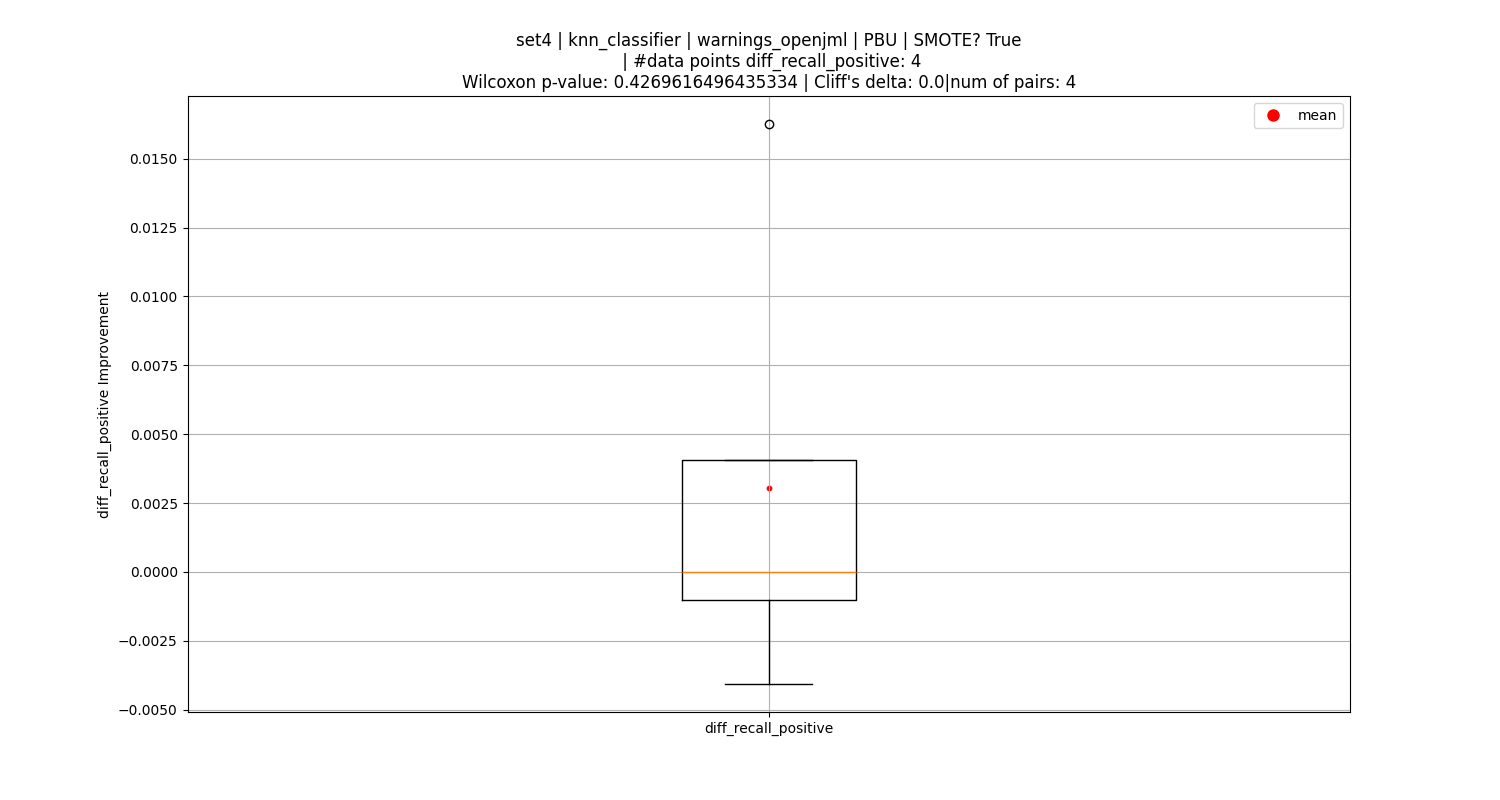 set4 | knn_classifier | warnings_openjml | PBU | SMOTE? True
| #data points diff_recall_positive: 4
Wilcoxon p-value: 0.4269616496435334 | Cliff's delta: 0.0|num of pairs: 4
mean
0.0150
0.0125
0.0100
0.0075
0.0050
0.0025
0.0000
−0.0025
−0.0050
diff_recall_positive Improvement
diff_recall_positive